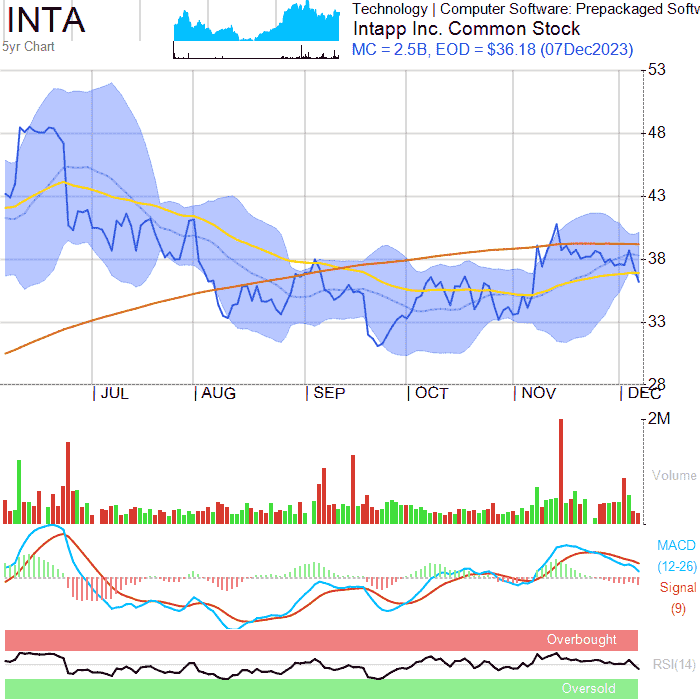 INTA
5yr Chart
Technology | Computer Software: Prepackaged Softw
Intapp Inc. Common Stock
MC = 2.5B, EOD = $36.18 (07Dec2023)
53
48
43
38
33
28
JUL AUG SEP OCT NOV DEC
2M
Volume
MACD
(12-26)
Signal
(9)
Overbought
RSI(14)
Oversold